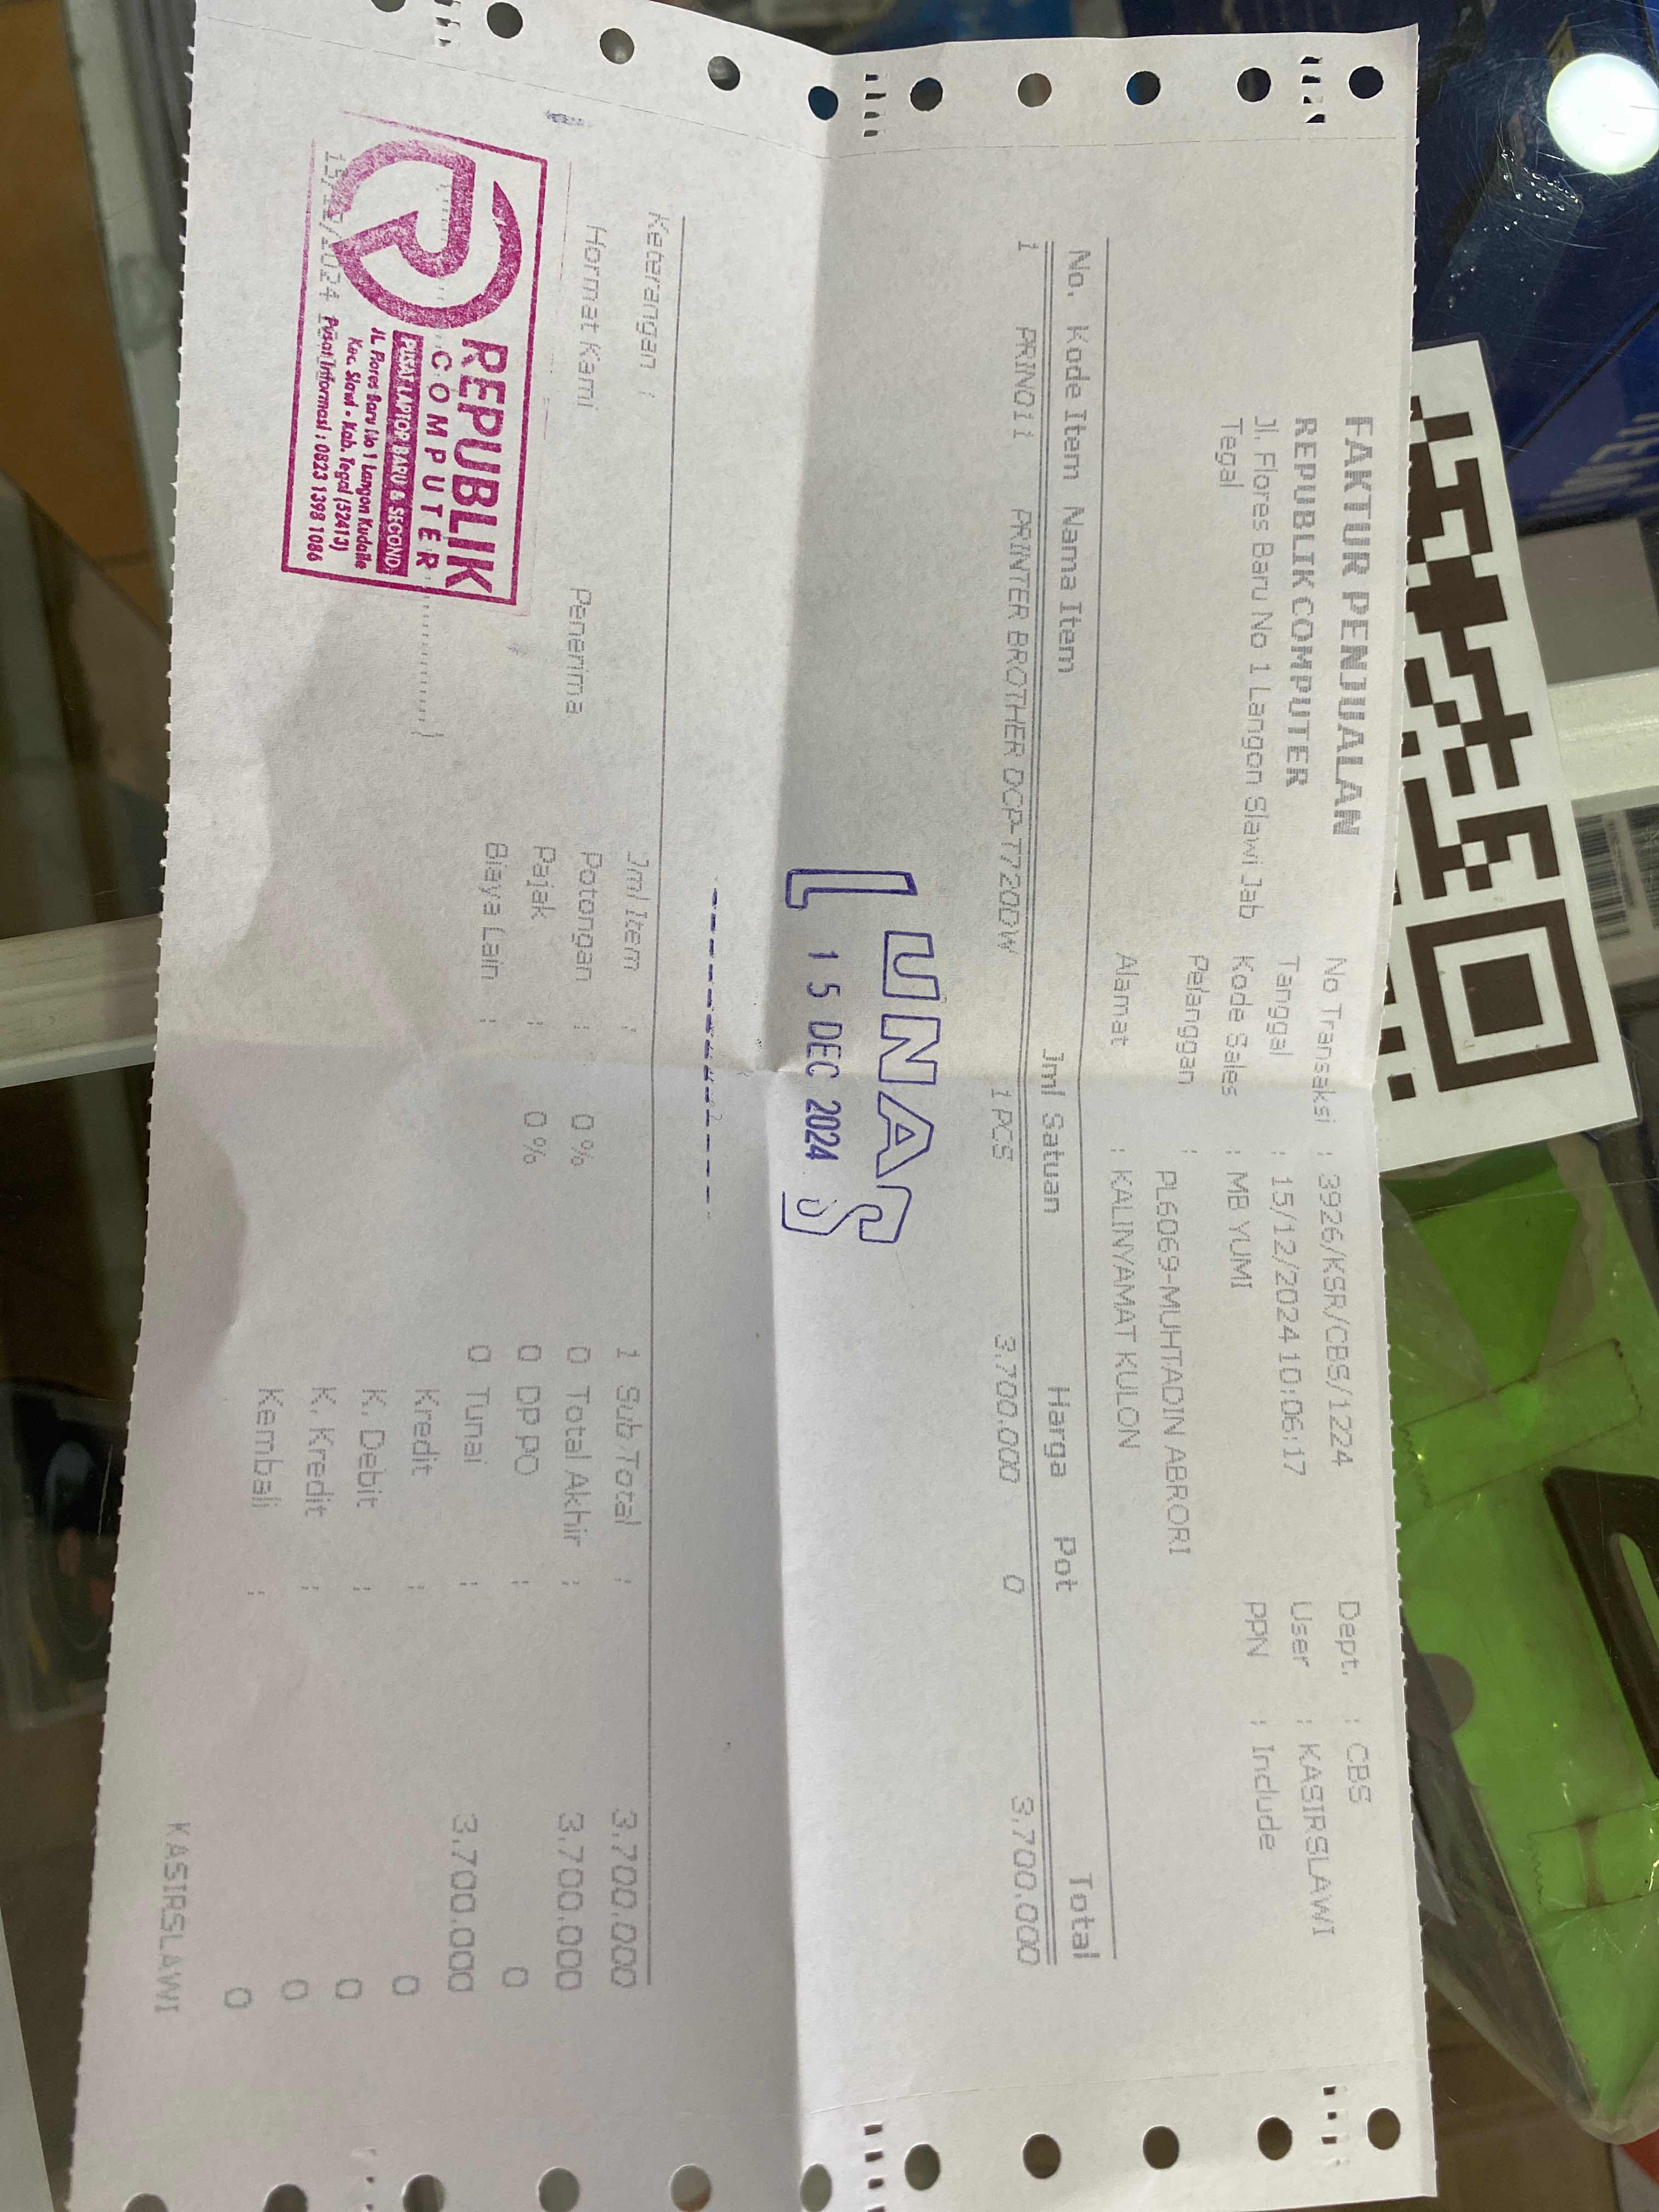 FAKTUR PENJUALAN
REPUBLIK COMPUTER
Jl. Flores Baru No 1 Langon Slawi Jab
Tegal
No Transaksi : 3926/KSR/CBS/1224
Tanggal : 15/12/2024 10:06:17
Kode Sales : MB YUMI
Pelanggan : PL6069-MUHTADIN ABRORI
Alamat : KALINYAMAT KULON
Dept. : CBS
User : KASIRSLAWI
PPN : Include
No. Kode Item Nama Item Jml Satuan Harga Pot Total
1 PRIN011 PRINTER BROTHER DCP-T720DW 1 PCS 3.700.000 0 3.700.000
LUNAS
15 DEC 2024
Keterangan :
Hormat Kami Penerima
Jml Item : 1
Potongan : 0 % 0
Pajak : 0 % 0
Biaya Lain : 0
Sub Total : 3.700.000
Total Akhir : 3.700.000
DP PO : 0
Tunai : 3.700.000
Kredit : 0
K. Debit : 0
K. Kredit : 0
Kembali : 0
REPUBLIK
COMPUTER
PUSAT LAPTOP BARU & SECOND
JL. Flores Baru No 1 Langon Kudaile
Kec. Slawi - Kab. Tegal (52413)
Pusat Informasi : 0823 1398 1086
15/12/2024
KASIRSLAWI